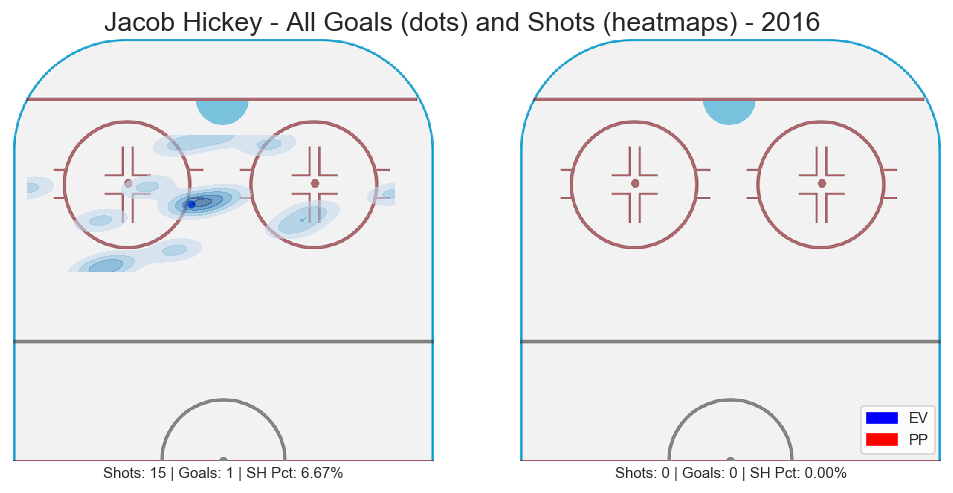 Jacob Hickey - All Goals (dots) and Shots (heatmaps) - 2016
EV
PP
Shots: 15 | Goals: 1 | SH Pct: 6.67%
Shots: 0 | Goals: 0 | SH Pct: 0.00%